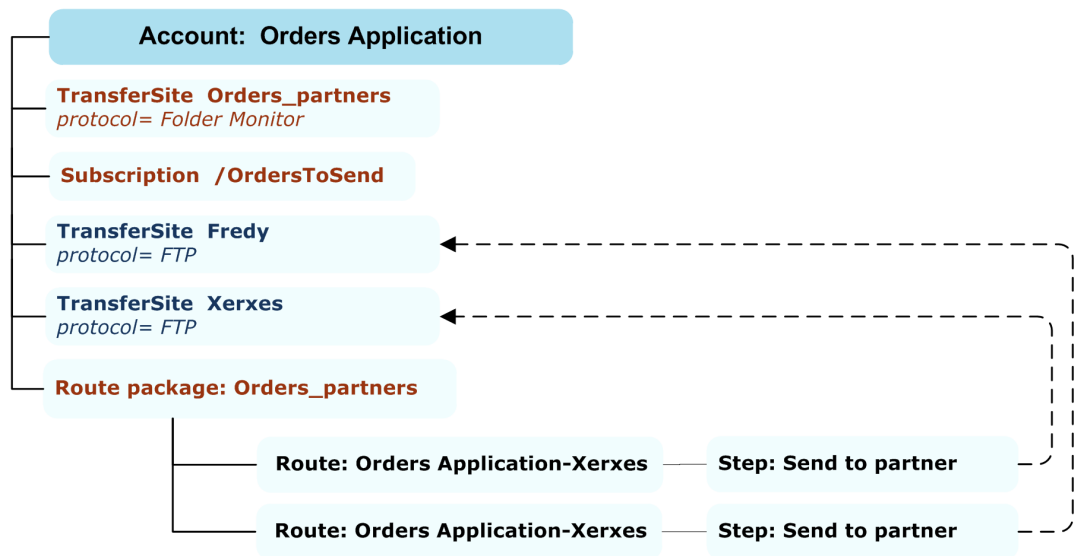 Account: Orders Application
TransferSite Orders_partners
protocol= Folder Monitor
Subscription /OrdersToSend
TransferSite Fredy
protocol= FTP
TransferSite Xerxes
protocol= FTP
Route package: Orders_partners
Route: Orders Application-Xerxes
Step: Send to partner
Route: Orders Application-Xerxes
Step: Send to partner